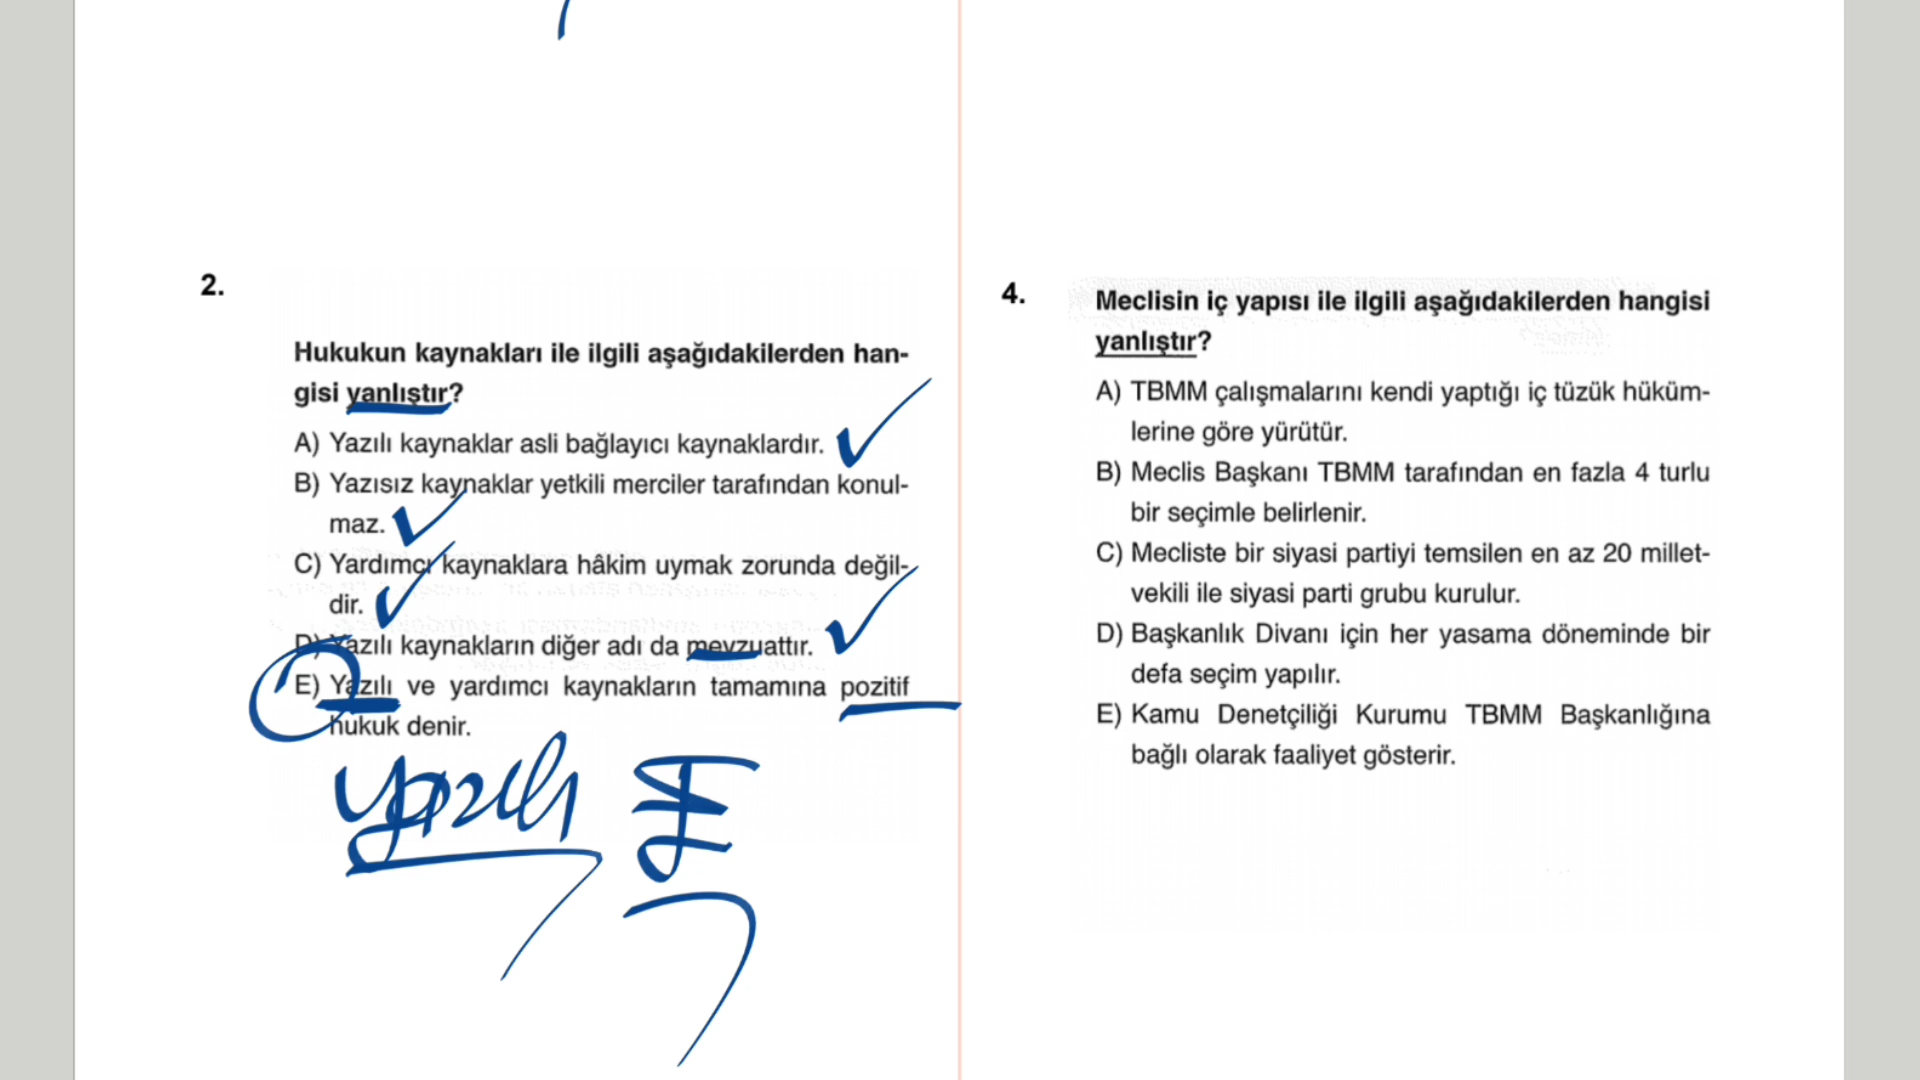 2.
Hukukun kaynakları ile ilgili aşağıdakilerden han-
gisi yanlıştır?
A) Yazılı kaynaklar asli bağlayıcı kaynaklardır.
B) Yazısız kaynaklar yetkili merciler tarafından konul-
maz.
C) Yardımcı kaynaklara hâkim uymak zorunda değil-
dir.
D) Yazılı kaynakların diğer adı da mevzuattır.
E) Yazılı ve yardımcı kaynakların tamamına pozitif
hukuk denir.
yazılı
4.
Meclisin iç yapısı ile ilgili aşağıdakilerden hangisi
yanlıştır?
A) TBMM çalışmalarını kendi yaptığı iç tüzük hüküm-
lerine göre yürütür.
B) Meclis Başkanı TBMM tarafından en fazla 4 turlu
bir seçimle belirlenir.
C) Mecliste bir siyasi partiyi temsilen en az 20 millet-
vekili ile siyasi parti grubu kurulur.
D) Başkanlık Divanı için her yasama döneminde bir
defa seçim yapılır.
E) Kamu Denetçiliği Kurumu TBMM Başkanlığına
bağlı olarak faaliyet gösterir.